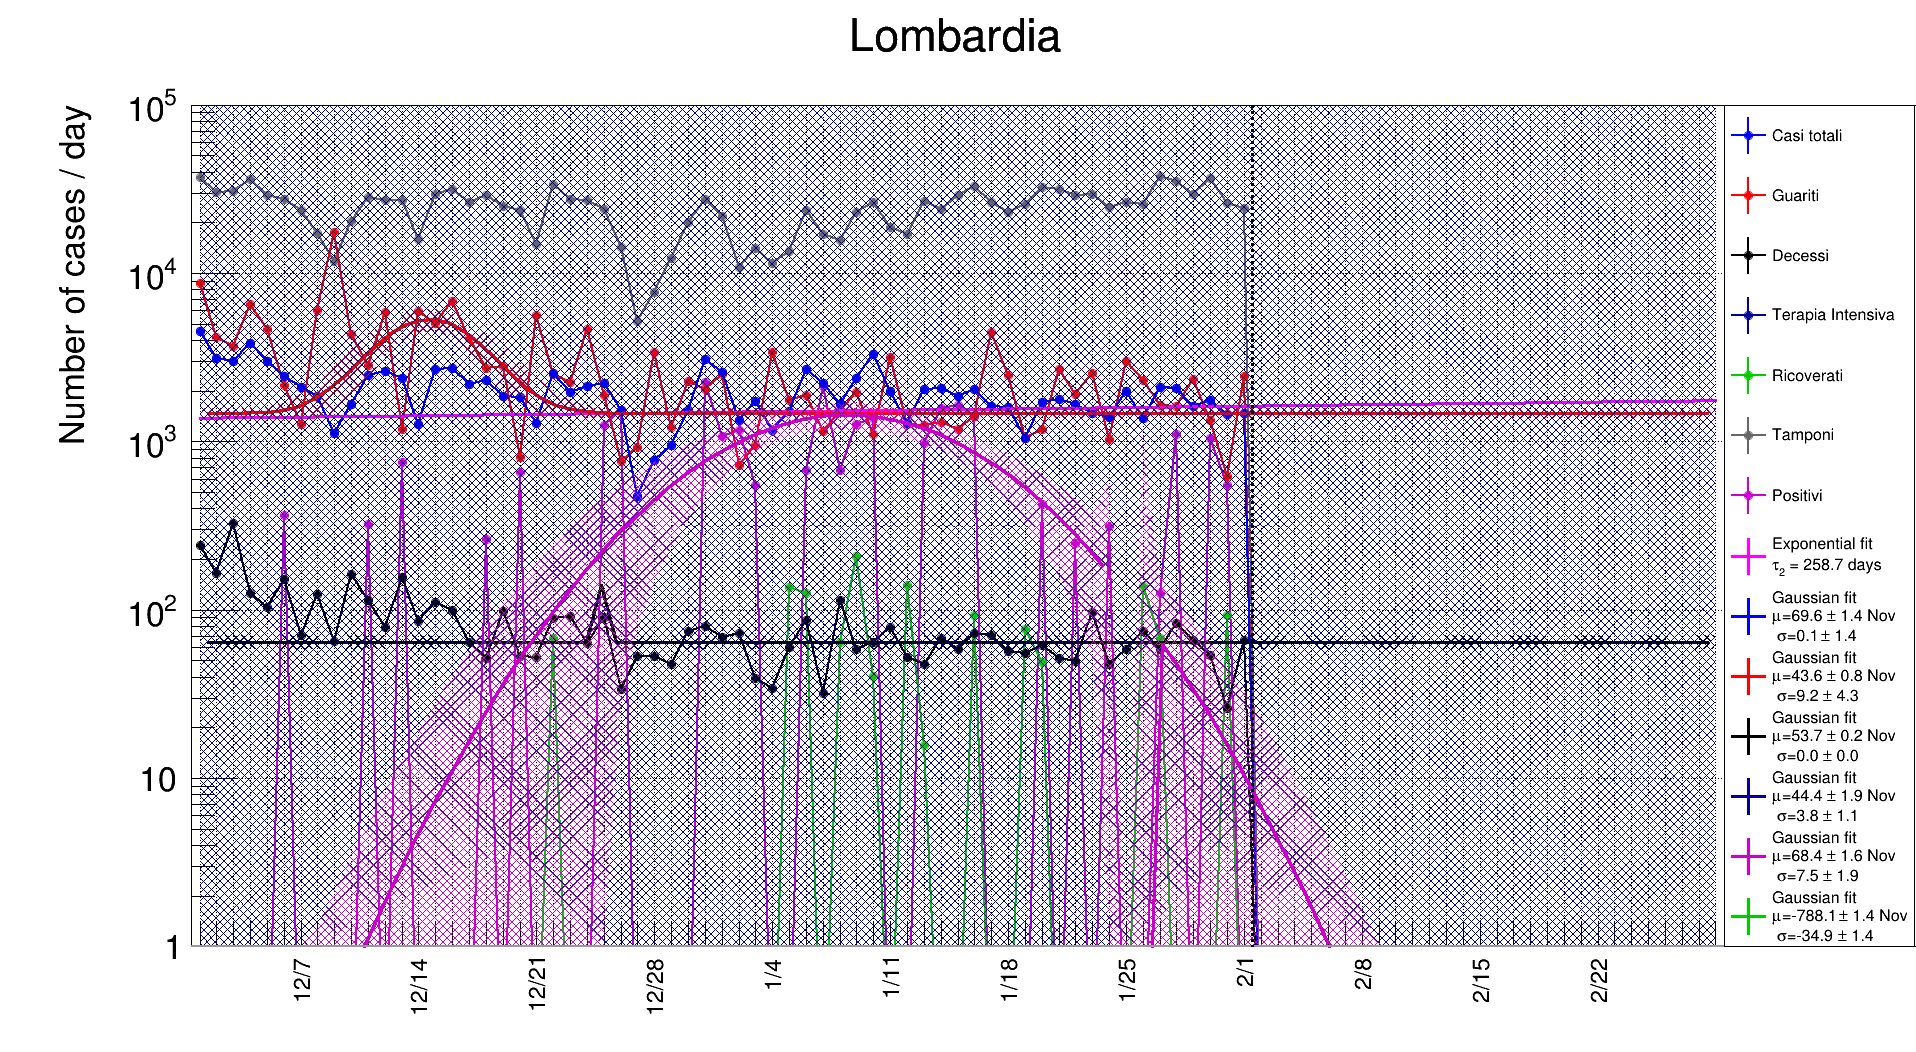 Lombardia
Number of cases / day
10^5
10^4
10^3
10^2
10
1
12/7
12/14
12/21
12/28
1/4
1/11
1/18
1/25
2/1
2/8
2/15
2/22
Casi totali
Guariti
Decessi
Terapia Intensiva
Ricoverati
Tamponi
Positivi
Exponential fit
τ₂ = 258.7 days
Gaussian fit
μ=69.6 ± 1.4 Nov
σ=0.1 ± 1.4
Gaussian fit
μ=43.6 ± 0.8 Nov
σ=9.2 ± 4.3
Gaussian fit
μ=53.7 ± 0.2 Nov
σ=0.0 ± 0.0
Gaussian fit
μ=44.4 ± 1.9 Nov
σ=3.8 ± 1.1
Gaussian fit
μ=68.4 ± 1.6 Nov
σ=7.5 ± 1.9
Gaussian fit
μ=-788.1 ± 1.4 Nov
σ=-34.9 ± 1.4